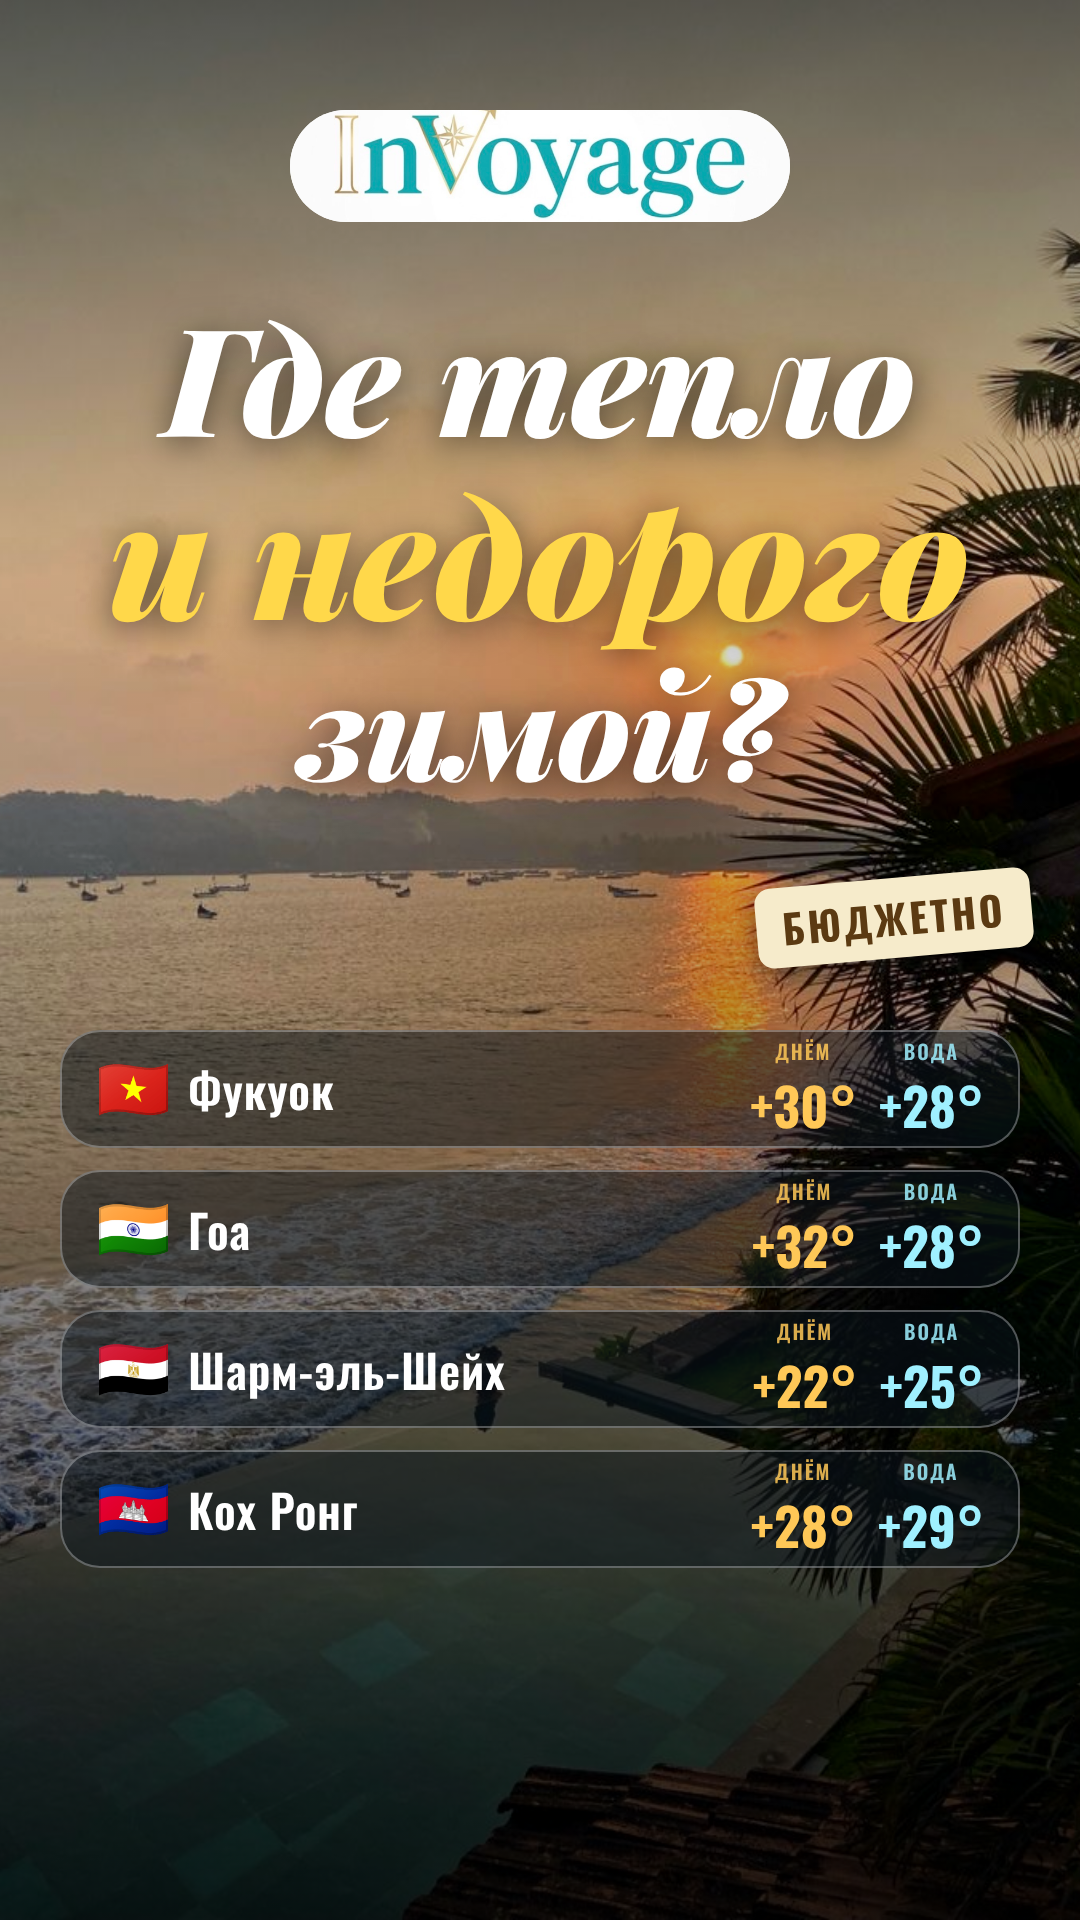 InVoyage
Где тепло
и недорого
зимой?
БЮДЖЕТНО
ДНЁМ ВОДА
Фукуок +30° +28°
ДНЁМ ВОДА
Гоа +32° +28°
ДНЁМ ВОДА
Шарм-эль-Шейх +22° +25°
ДНЁМ ВОДА
Кох Ронг +28° +29°